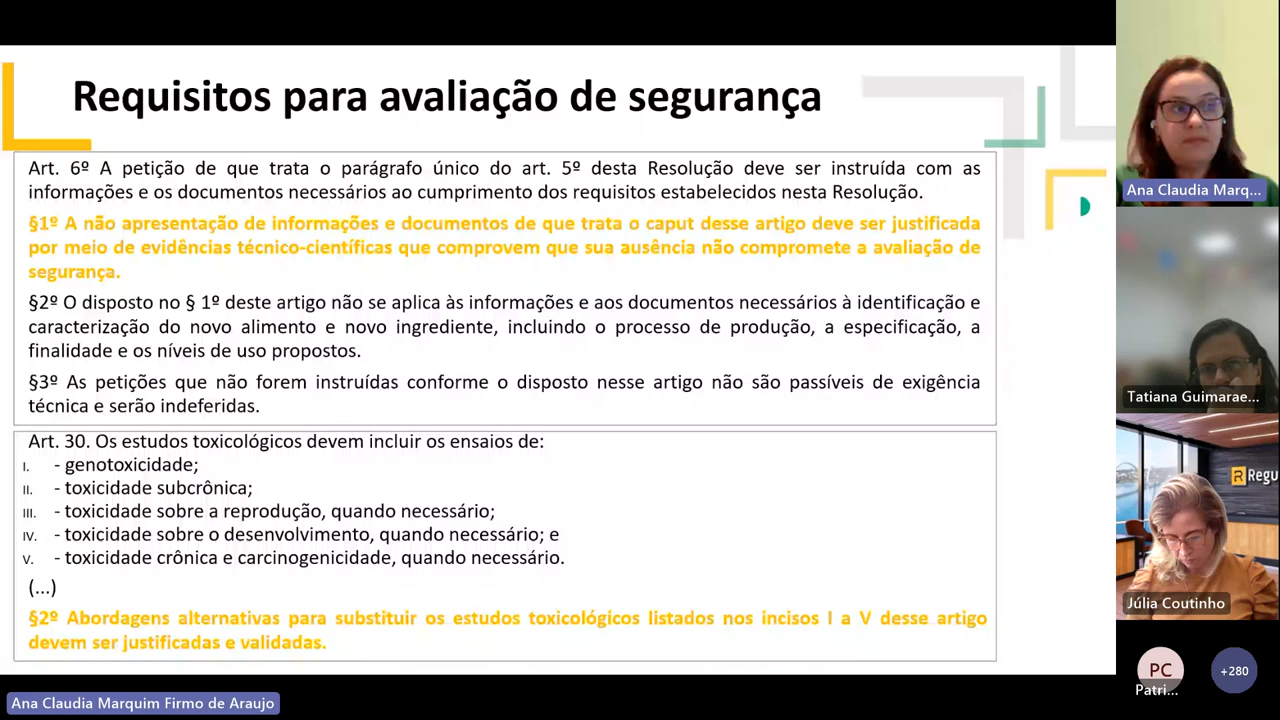 Requisitos para avaliação de segurança
Art. 6º A petição de que trata o parágrafo único do art. 5º desta Resolução deve ser instruída com as
informações e os documentos necessários ao cumprimento dos requisitos estabelecidos nesta Resolução.
§1º A não apresentação de informações e documentos de que trata o caput desse artigo deve ser justificada
por meio de evidências técnico-científicas que comprovem que sua ausência não compromete a avaliação de
segurança.
§2º O disposto no § 1º deste artigo não se aplica às informações e aos documentos necessários à identificação e
caracterização do novo alimento e novo ingrediente, incluindo o processo de produção, a especificação, a
finalidade e os níveis de uso propostos.
§3º As petições que não forem instruídas conforme o disposto nesse artigo não são passíveis de exigência
técnica e serão indeferidas.
Art. 30. Os estudos toxicológicos devem incluir os ensaios de:
I. - genotoxicidade;
II. - toxicidade subcrônica;
III. - toxicidade sobre a reprodução, quando necessário;
IV. - toxicidade sobre o desenvolvimento, quando necessário; e
V. - toxicidade crônica e carcinogenicidade, quando necessário.
(...)
§2º Abordagens alternativas para substituir os estudos toxicológicos listados nos incisos I a V desse artigo
devem ser justificadas e validadas.
Ana Claudia Marq...
Tatiana Guimarae...
Regu
Júlia Coutinho
PC
Patri...
+280
Ana Claudia Marquim Firmo de Araujo